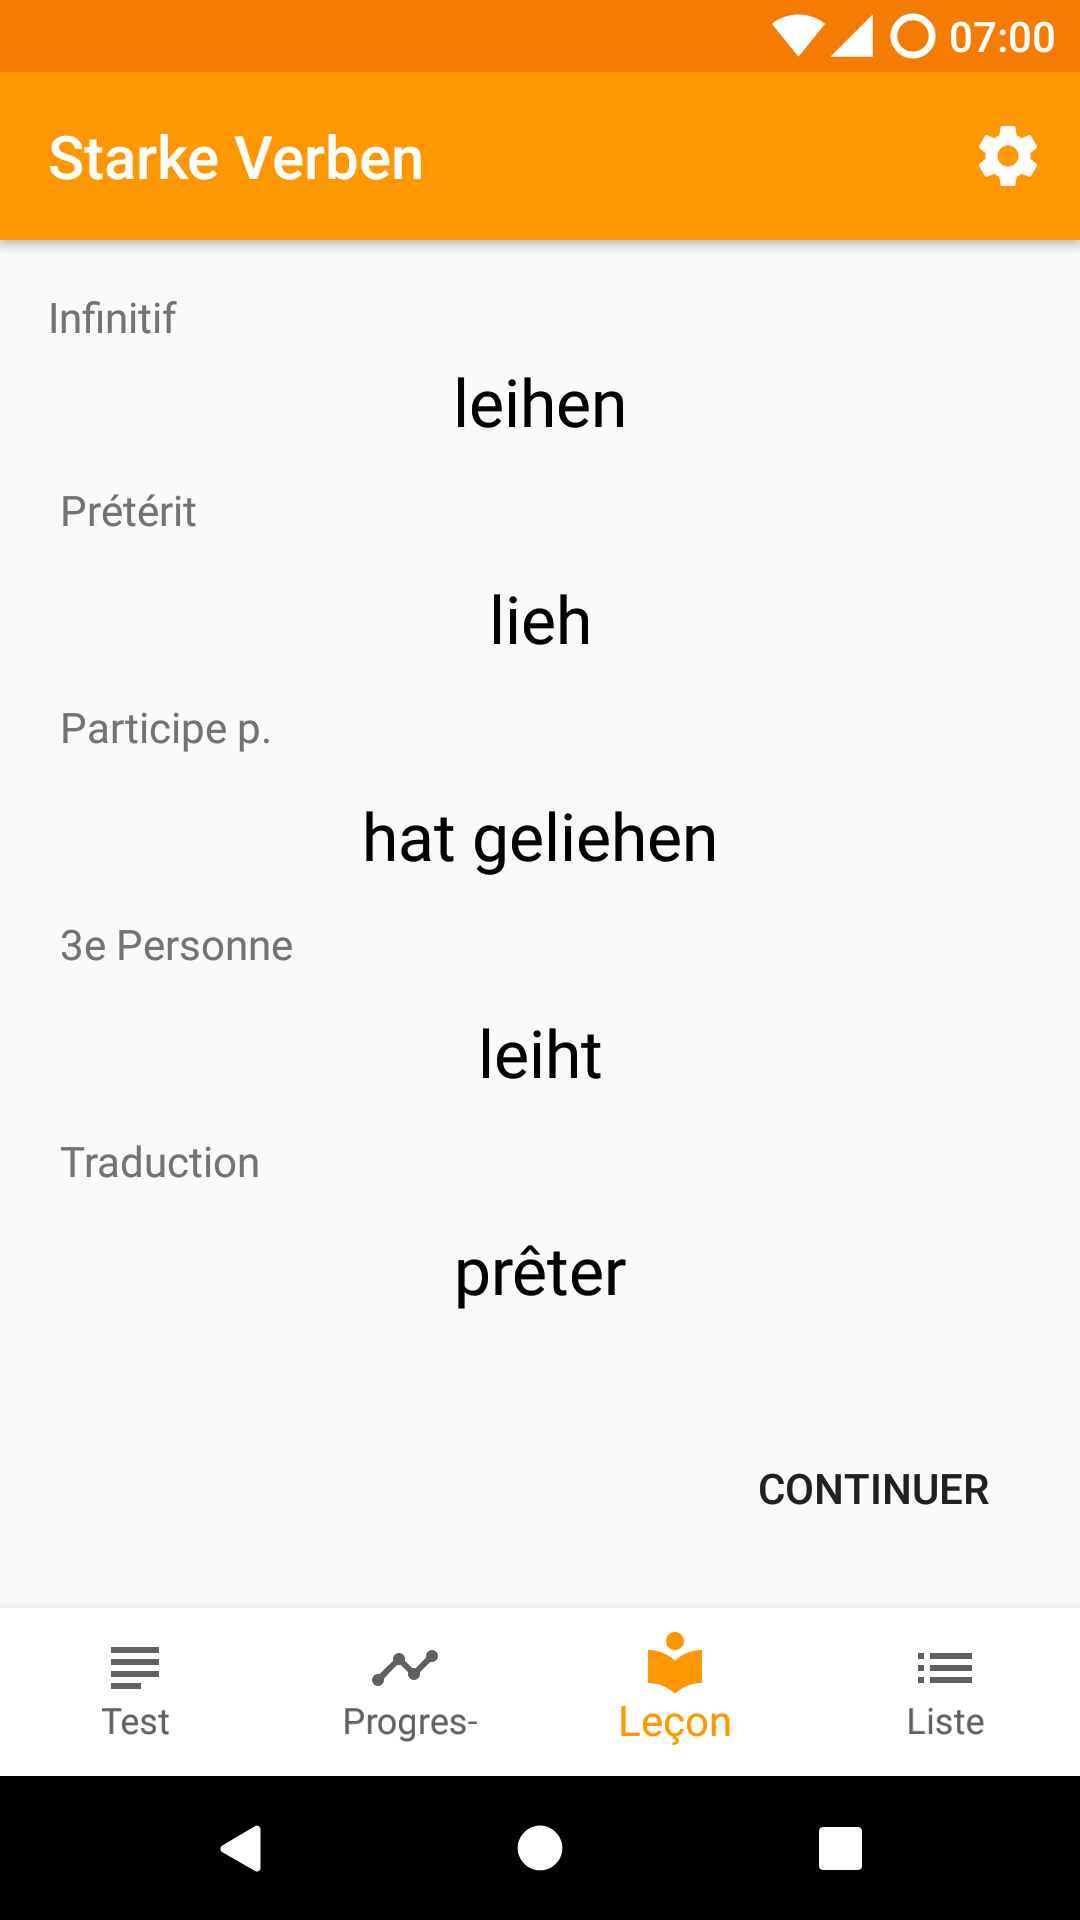 07:00
Starke Verben
Infinitif
leihen
Prétérit
lieh
Participe p.
hat geliehen
3e Personne
leiht
Traduction
prêter
CONTINUER
Test
Progres-
Leçon
Liste